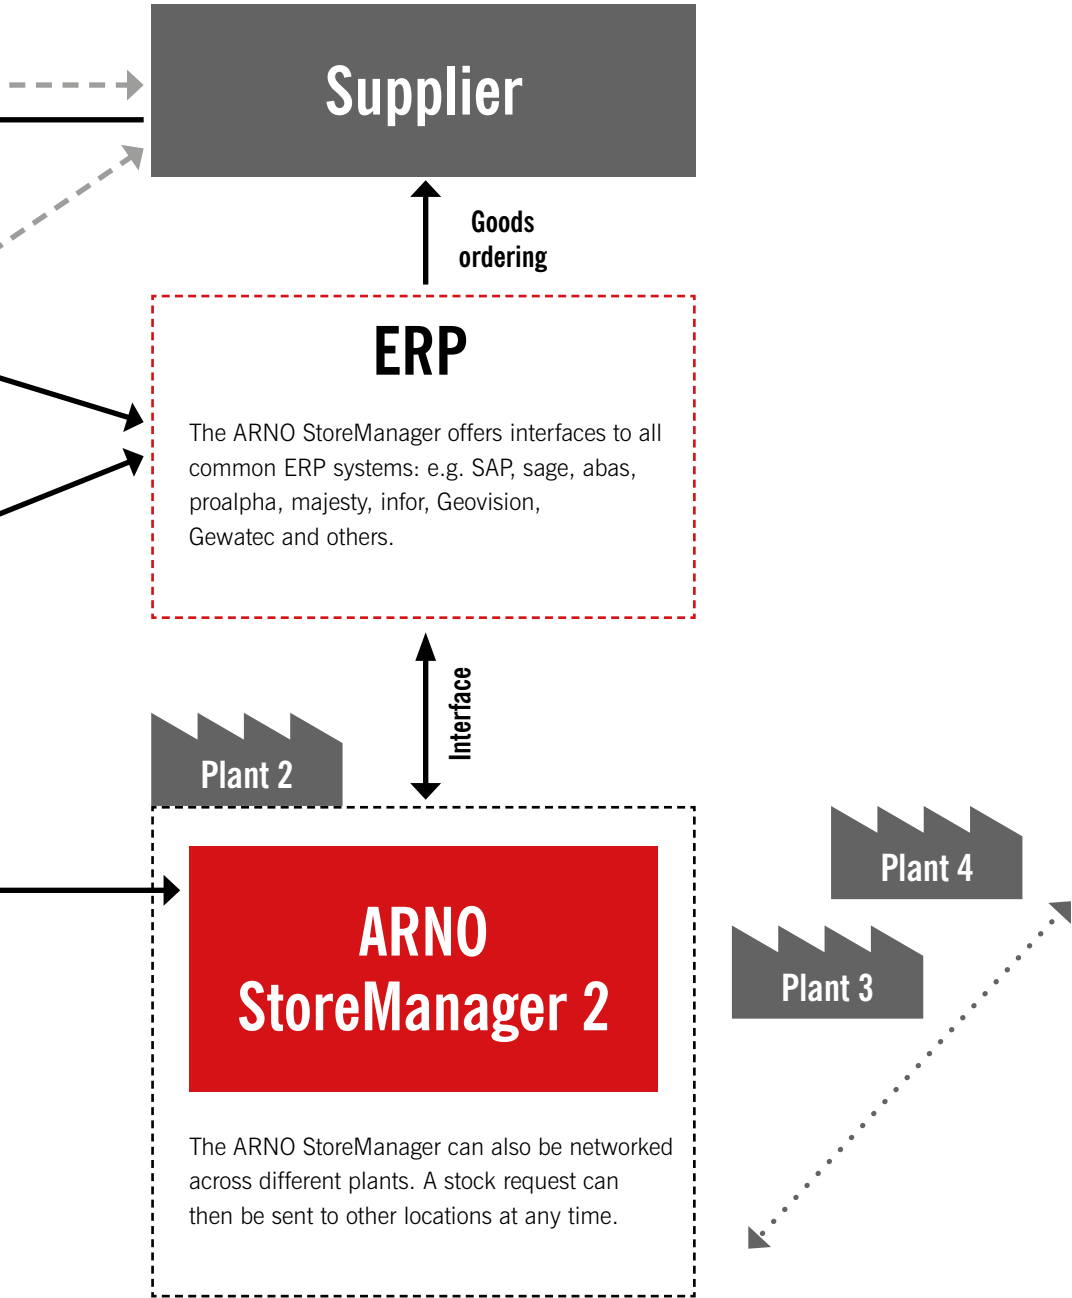 Supplier
Goods
ordering
ERP
The ARNO StoreManager offers interfaces to all
common ERP systems: e.g. SAP, sage, abas,
proalpha, majesty, infor, Geovision,
Gewatec and others.
Interface
Plant 2
Plant 4
ARNO
StoreManager 2
Plant 3
The ARNO StoreManager can also be networked
across different plants. A stock request can
then be sent to other locations at any time.